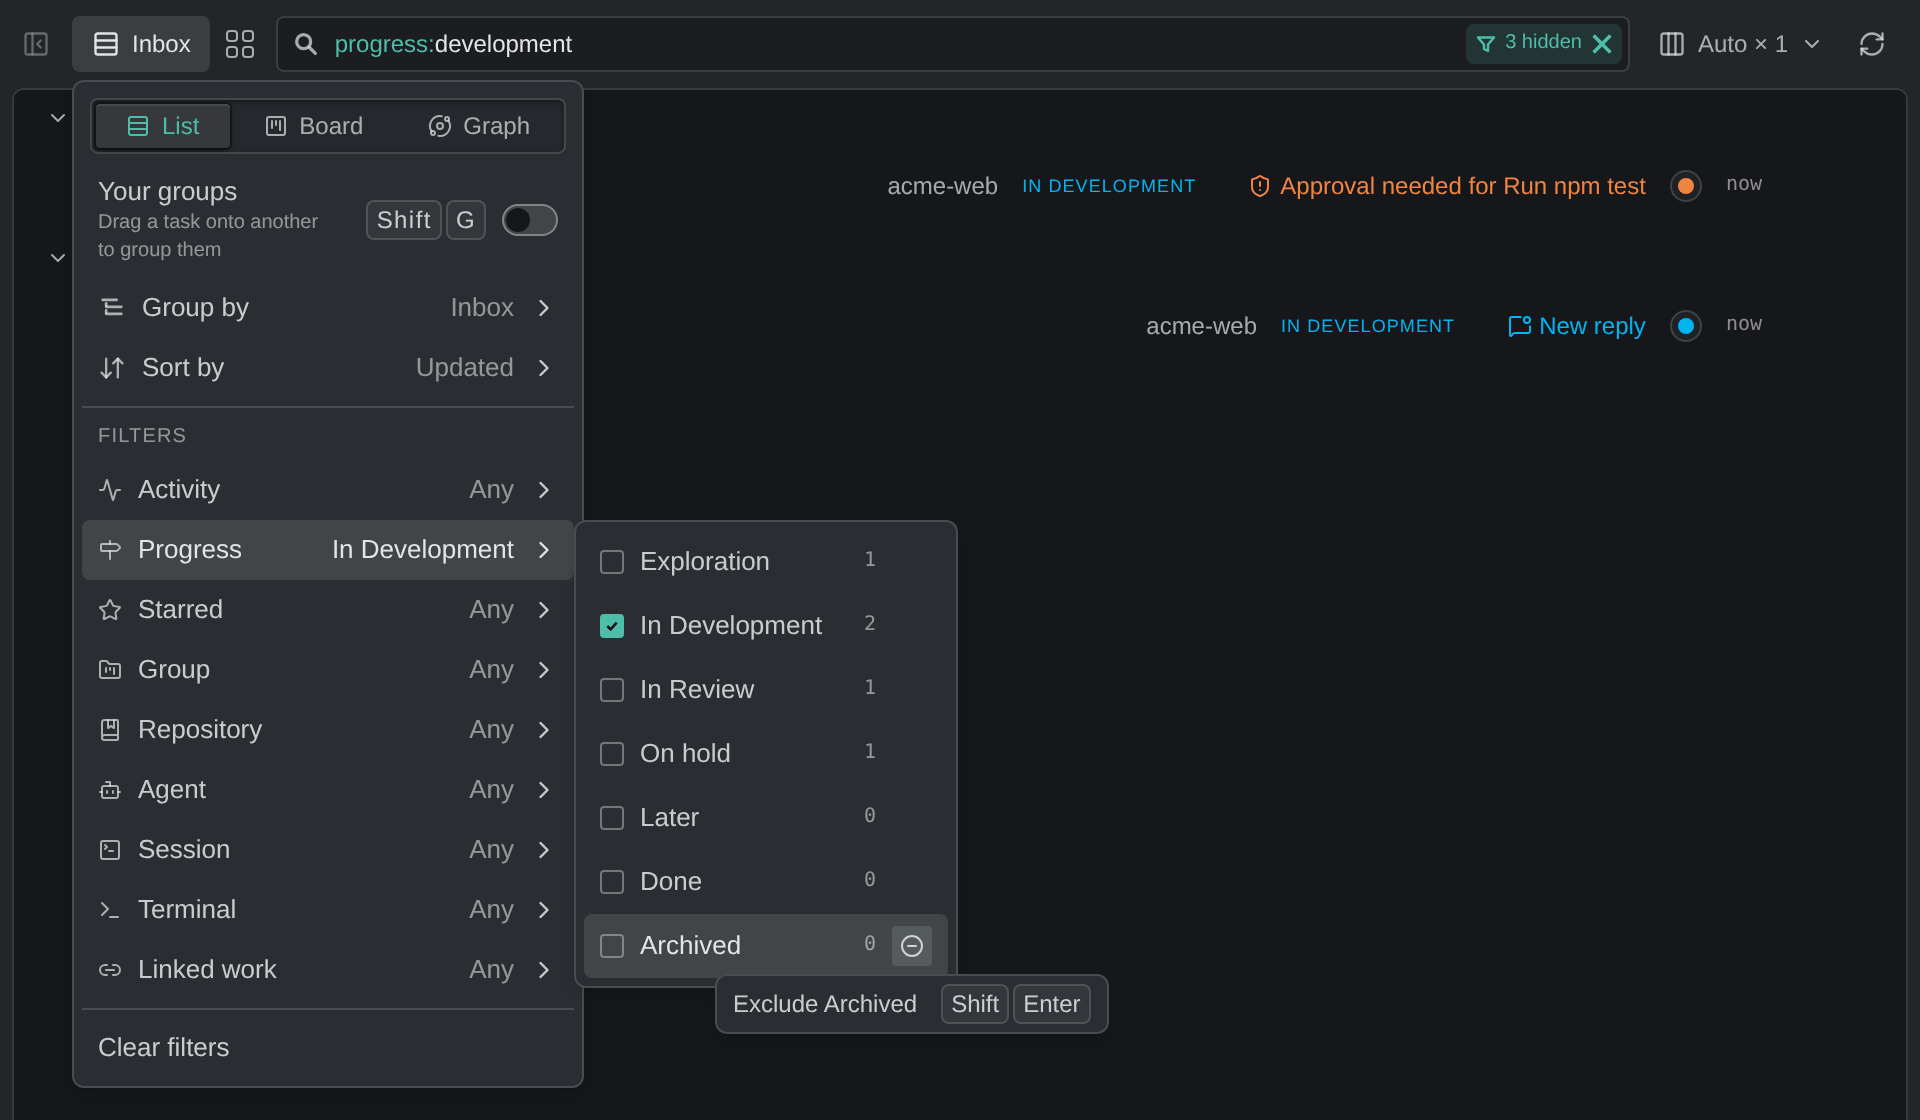 Inbox
progress:development
3 hidden
Auto × 1
List
Board
Graph
Your groups
Drag a task onto another
to group them
Shift
G
Group by
Inbox
Sort by
Updated
FILTERS
Activity
Any
Progress
In Development
Starred
Any
Group
Any
Repository
Any
Agent
Any
Session
Any
Terminal
Any
Linked work
Any
Clear filters
Exploration
1
In Development
2
In Review
1
On hold
1
Later
0
Done
0
Archived
0
Exclude Archived
Shift
Enter
acme-web
IN DEVELOPMENT
Approval needed for Run npm test
now
acme-web
IN DEVELOPMENT
New reply
now